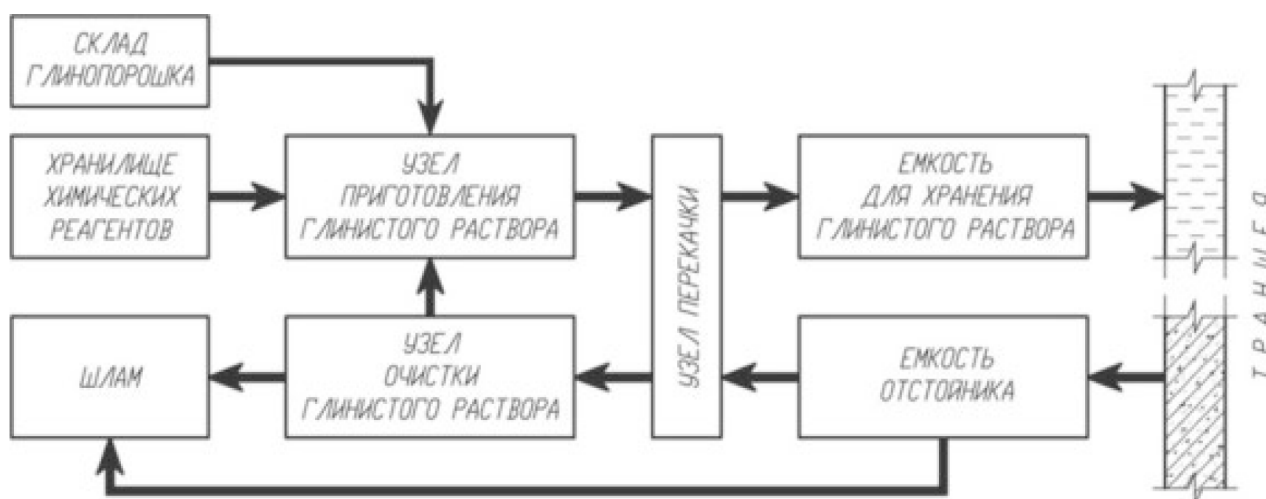 СКЛАД
ГЛИНОПОРОШКА
ХРАНИЛИЩЕ
ХИМИЧЕСКИХ
РЕАГЕНТОВ
УЗЕЛ
ПРИГОТОВЛЕНИЯ
ГЛИНИСТОГО РАСТВОРА
УЗЕЛ ПЕРЕКАЧКИ
ЕМКОСТЬ
ДЛЯ ХРАНЕНИЯ
ГЛИНИСТОГО РАСТВОРА
ТРАНШЕЯ
ШЛАМ
УЗЕЛ
ОЧИСТКИ
ГЛИНИСТОГО РАСТВОРА
ЕМКОСТЬ
ОТСТОЙНИКА